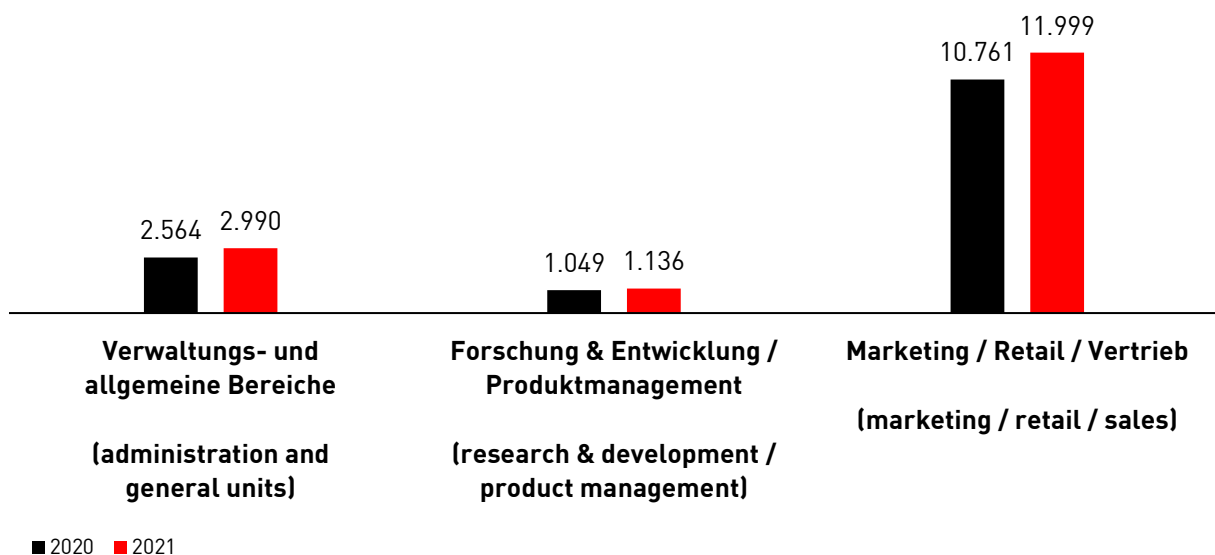 2.564
2.990
1.049
1.136
10.761
11.999
Verwaltungs- und
allgemeine Bereiche
(administration and
general units)
Forschung & Entwicklung /
Produktmanagement
(research & development /
product management)
Marketing / Retail / Vertrieb
(marketing / retail / sales)
2020 2021